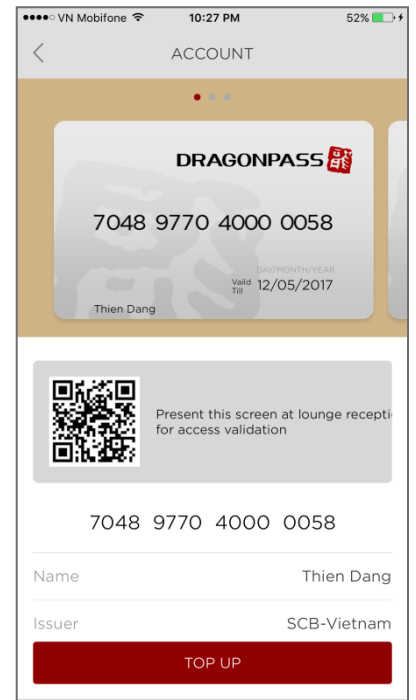 VN Mobifone 10:27 PM 52%
ACCOUNT
DRAGONPASS
7048 9770 4000 0058
DAY/MONTH/YEAR
Vaild Till 12/05/2017
Thien Dang
Present this screen at lounge recepti
for access validation
7048 9770 4000 0058
Name Thien Dang
Issuer SCB-Vietnam
TOP UP